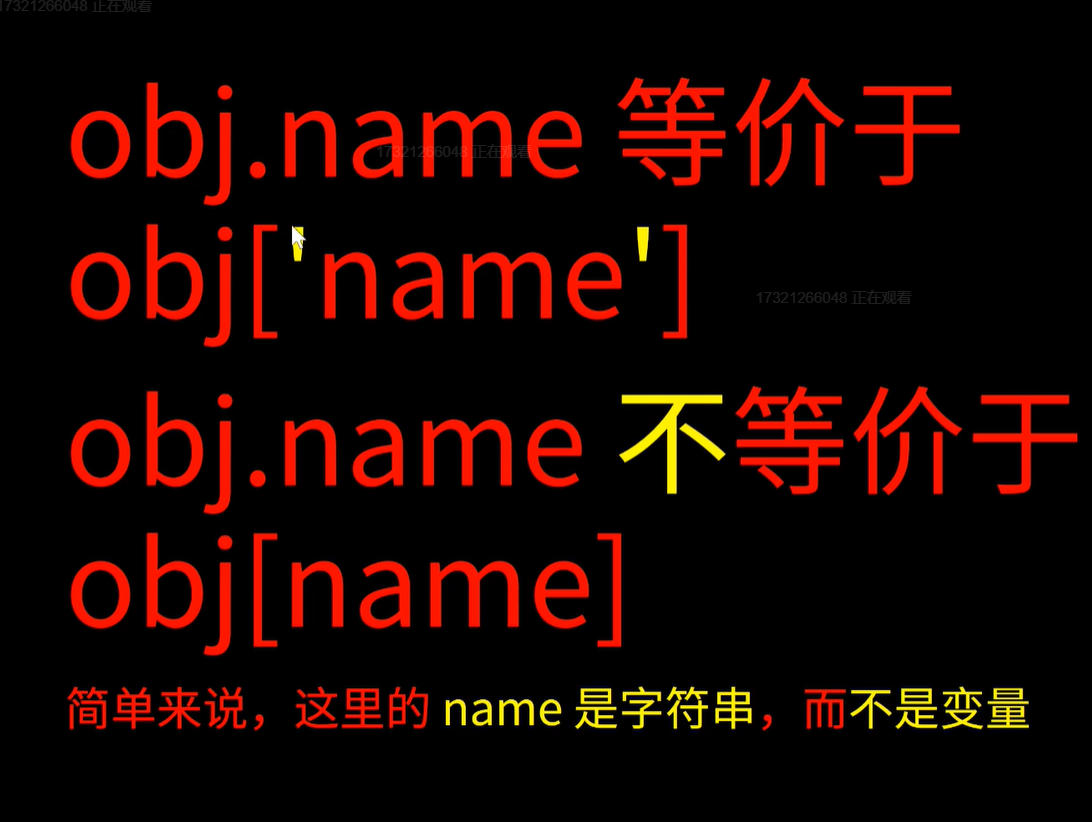 17321266048 正在观看
obj.name 等价于
17321266048 正在观看
obj['name']
17321266048 正在观看
obj.name 不等价于
obj[name]
简单来说，这里的 name 是字符串，而不是变量